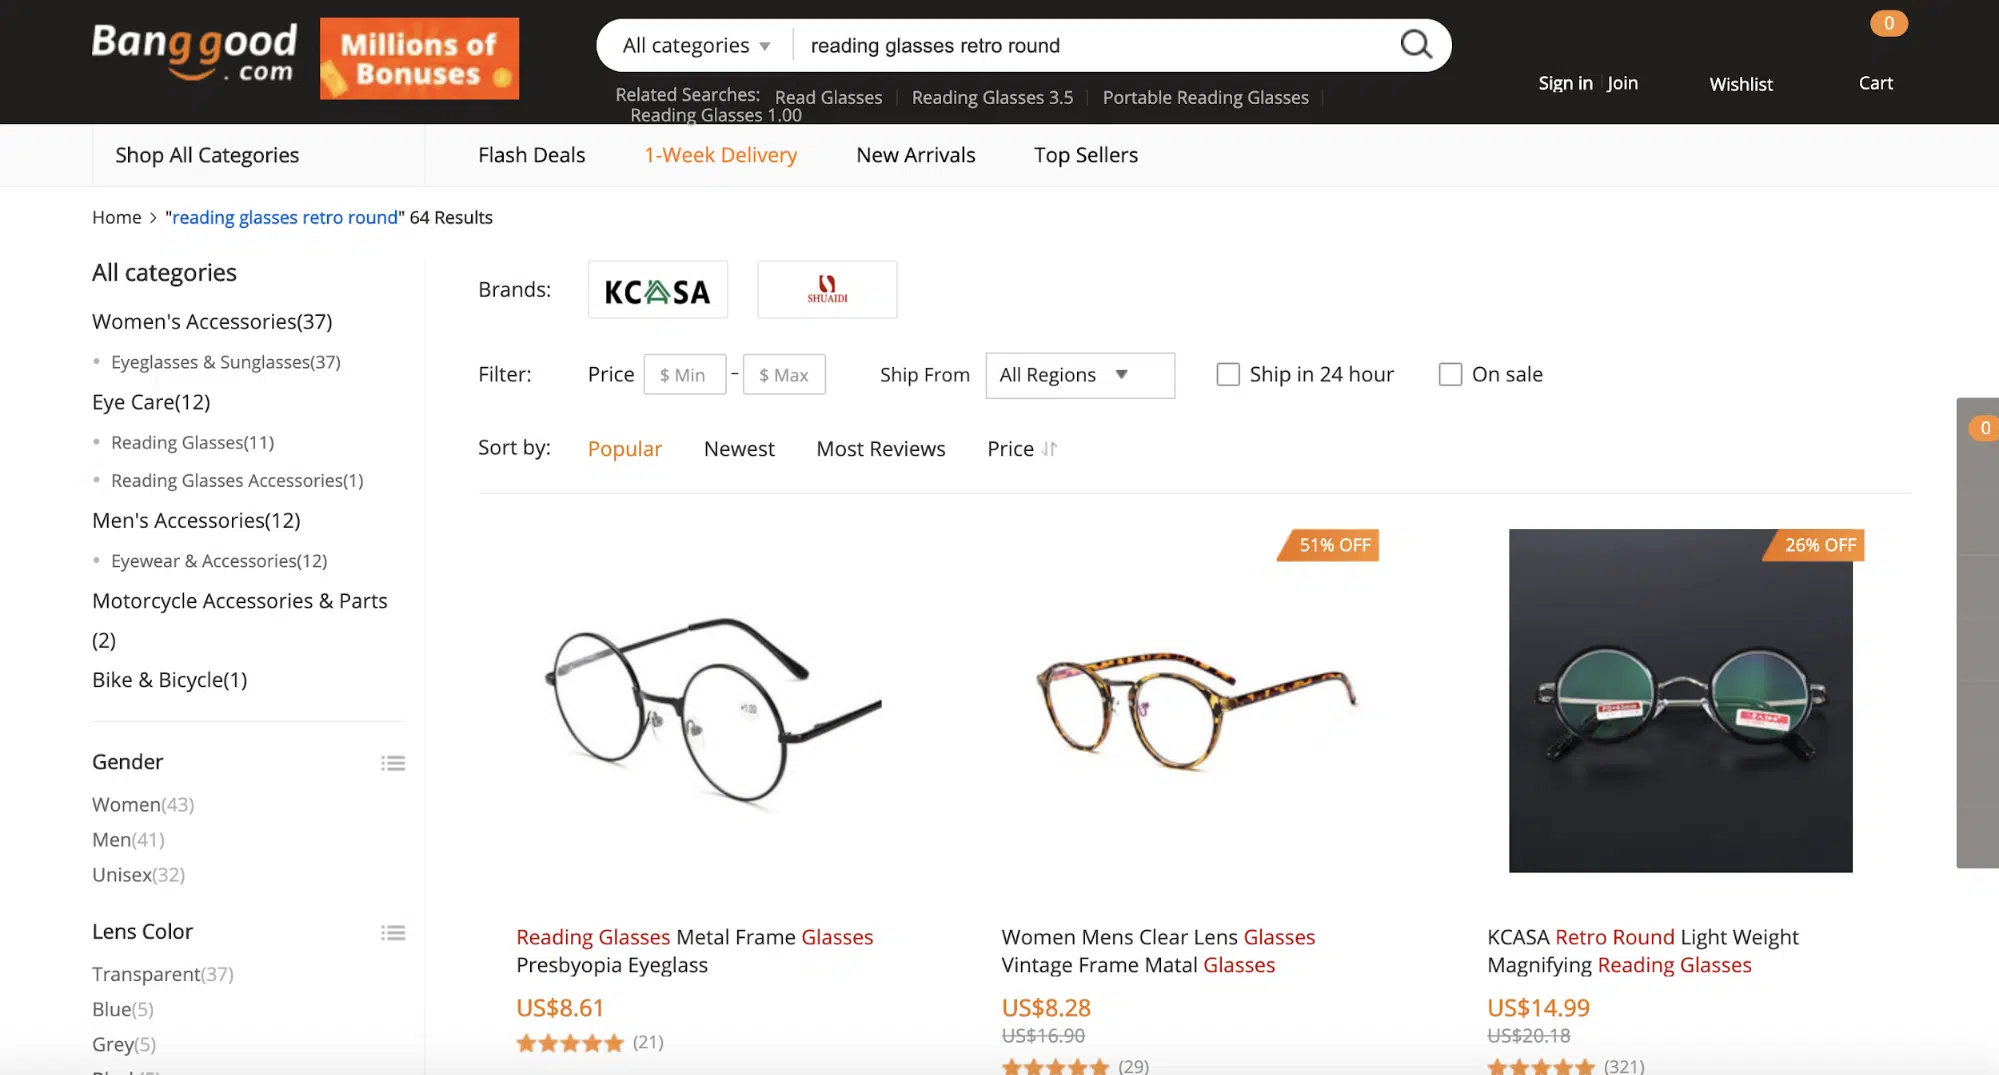 Banggood
.com
Millions of
Bonuses
All categories
reading glasses retro round
0
Related Searches: Read Glasses Reading Glasses 3.5 Portable Reading Glasses
Reading Glasses 1.00
Sign in Join
Wishlist
Cart
Shop All Categories
Flash Deals
1-Week Delivery
New Arrivals
Top Sellers
Home > "reading glasses retro round" 64 Results
All categories
Women's Accessories(37)
Eyeglasses & Sunglasses(37)
Eye Care(12)
Reading Glasses(11)
Reading Glasses Accessories(1)
Men's Accessories(12)
Eyewear & Accessories(12)
Motorcycle Accessories & Parts
(2)
Bike & Bicycle(1)
Gender
Women(43)
Men(41)
Unisex(32)
Lens Color
Transparent(37)
Blue(5)
Grey(5)
Brands:
KCASA
SHUAIDI
Filter:
Price $ Min - $ Max
Ship From All Regions
Ship in 24 hour
On sale
Sort by: Popular Newest Most Reviews Price
0
51% OFF
26% OFF
+1.00
Reading Glasses Metal Frame Glasses
Presbyopia Eyeglass
US$8.61
(21)
Women Mens Clear Lens Glasses
Vintage Frame Matal Glasses
US$8.28
US$16.90
(29)
KCASA Retro Round Light Weight
Magnifying Reading Glasses
US$14.99
US$20.18
(321)